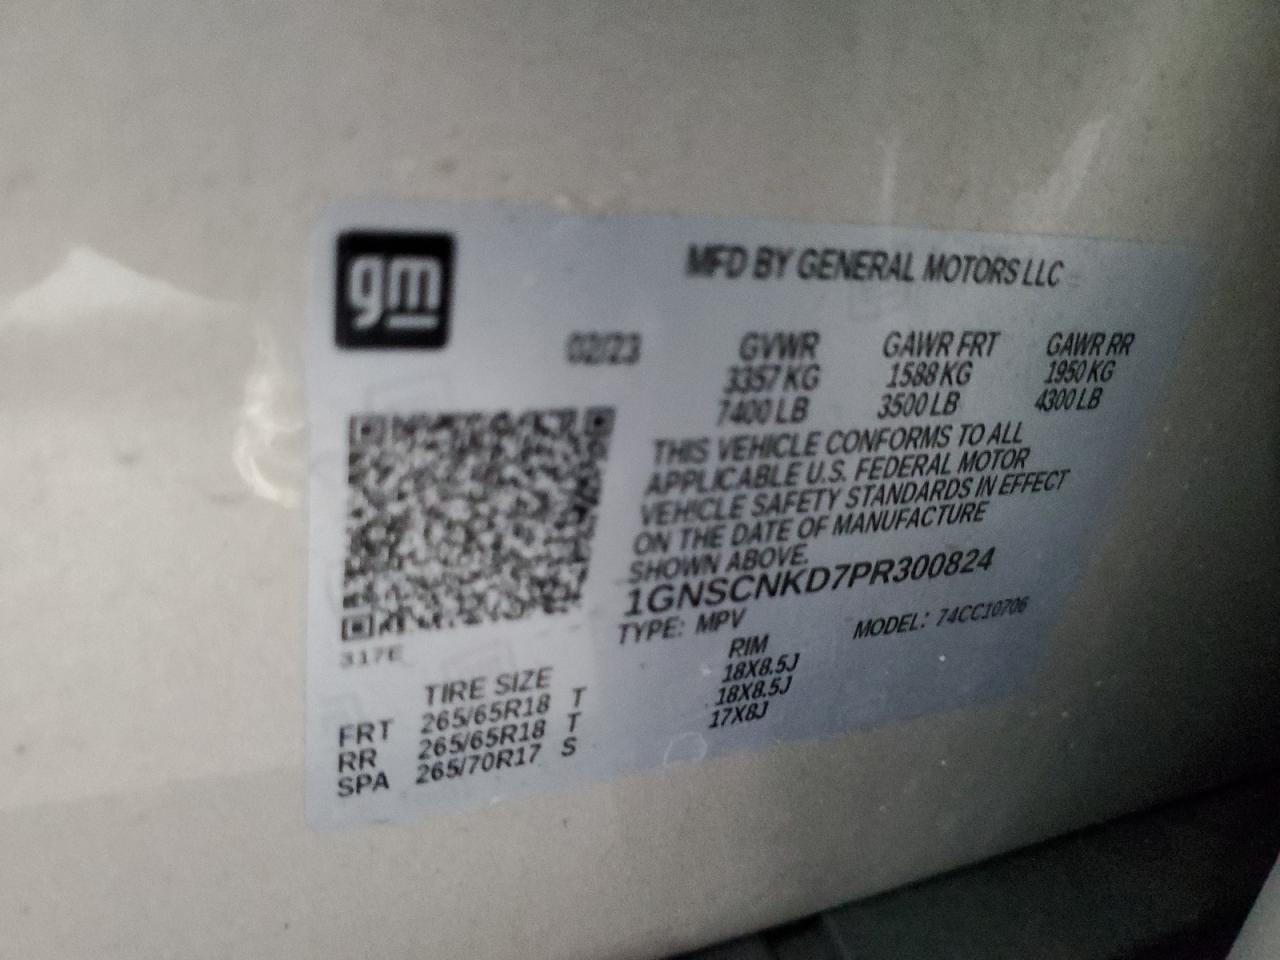 gm
MFD BY GENERAL MOTORS LLC
02/23 GVWR GAWR FRT GAWR RR
3357 KG 1588 KG 1950 KG
7400 LB 3500 LB 4300 LB
THIS VEHICLE CONFORMS TO ALL
APPLICABLE U.S. FEDERAL MOTOR
VEHICLE SAFETY STANDARDS IN EFFECT
ON THE DATE OF MANUFACTURE
SHOWN ABOVE.
1GNSCNKD7PR300824
TYPE: MPV MODEL: 74CC10706
317E
TIRE SIZE RIM
FRT 265/65R18 T 18X8.5J
RR 265/65R18 T 18X8.5J
SPA 265/70R17 S 17X8J